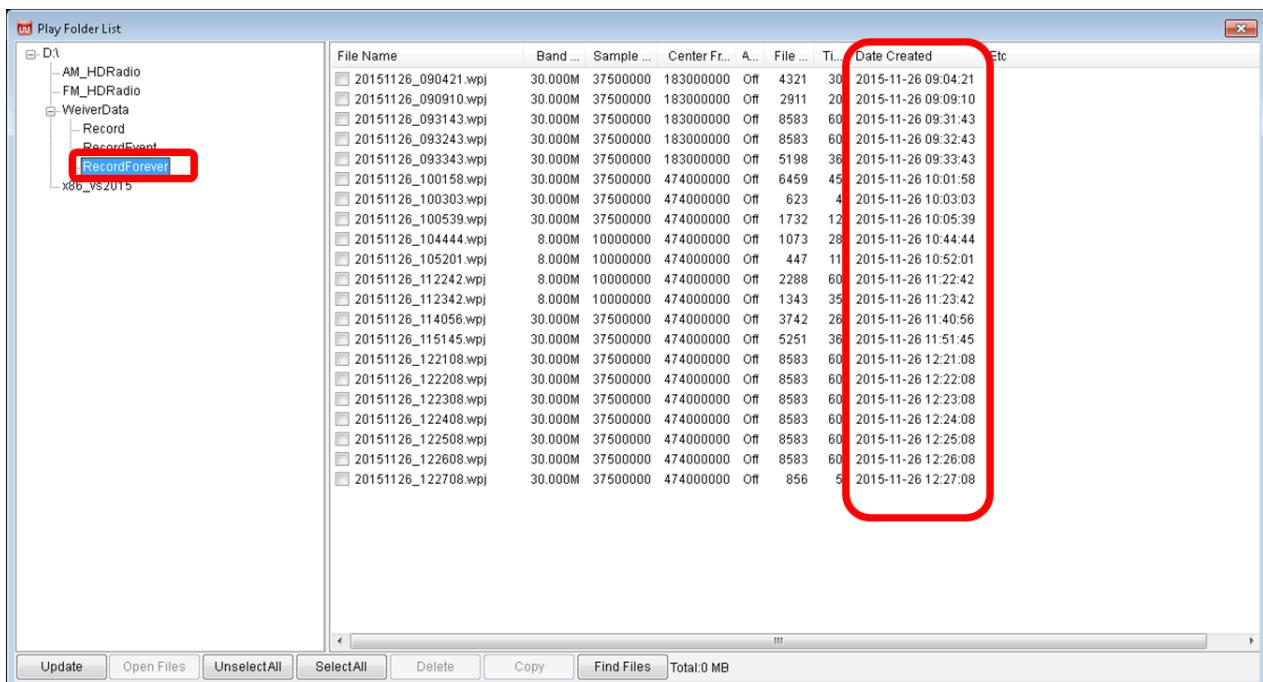 Play Folder List
D:\
AM_HDRadio
FM_HDRadio
WeiverData
Record
RecordEvent
RecordForever
x86_vs2015
File Name Band ... Sample ... Center Fr... A... File ... Ti... Date Created Etc
20151126_090421.wpj 30.000M 37500000 183000000 Off 4321 30 2015-11-26 09:04:21
20151126_090910.wpj 30.000M 37500000 183000000 Off 2911 20 2015-11-26 09:09:10
20151126_093143.wpj 30.000M 37500000 183000000 Off 8583 60 2015-11-26 09:31:43
20151126_093243.wpj 30.000M 37500000 183000000 Off 8583 60 2015-11-26 09:32:43
20151126_093343.wpj 30.000M 37500000 183000000 Off 5198 36 2015-11-26 09:33:43
20151126_100158.wpj 30.000M 37500000 474000000 Off 6459 45 2015-11-26 10:01:58
20151126_100303.wpj 30.000M 37500000 474000000 Off 623 4 2015-11-26 10:03:03
20151126_100539.wpj 30.000M 37500000 474000000 Off 1732 12 2015-11-26 10:05:39
20151126_104444.wpj 8.000M 10000000 474000000 Off 1073 28 2015-11-26 10:44:44
20151126_105201.wpj 8.000M 10000000 474000000 Off 447 11 2015-11-26 10:52:01
20151126_112242.wpj 8.000M 10000000 474000000 Off 2288 60 2015-11-26 11:22:42
20151126_112342.wpj 8.000M 10000000 474000000 Off 1343 35 2015-11-26 11:23:42
20151126_114056.wpj 30.000M 37500000 474000000 Off 3742 26 2015-11-26 11:40:56
20151126_115145.wpj 30.000M 37500000 474000000 Off 5251 36 2015-11-26 11:51:45
20151126_122108.wpj 30.000M 37500000 474000000 Off 8583 60 2015-11-26 12:21:08
20151126_122208.wpj 30.000M 37500000 474000000 Off 8583 60 2015-11-26 12:22:08
20151126_122308.wpj 30.000M 37500000 474000000 Off 8583 60 2015-11-26 12:23:08
20151126_122408.wpj 30.000M 37500000 474000000 Off 8583 60 2015-11-26 12:24:08
20151126_122508.wpj 30.000M 37500000 474000000 Off 8583 60 2015-11-26 12:25:08
20151126_122608.wpj 30.000M 37500000 474000000 Off 8583 60 2015-11-26 12:26:08
20151126_122708.wpj 30.000M 37500000 474000000 Off 856 5 2015-11-26 12:27:08
Update Open Files UnselectAll SelectAll Delete Copy Find Files Total:0 MB